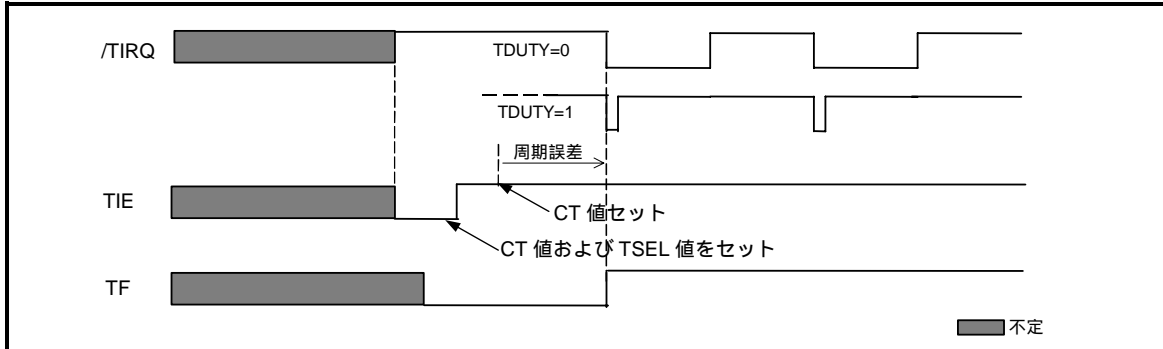 /TIRQ
TDUTY=0
TDUTY=1
周期誤差
TIE
CT 値セット
CT 値および TSEL 値をセット
TF
不定